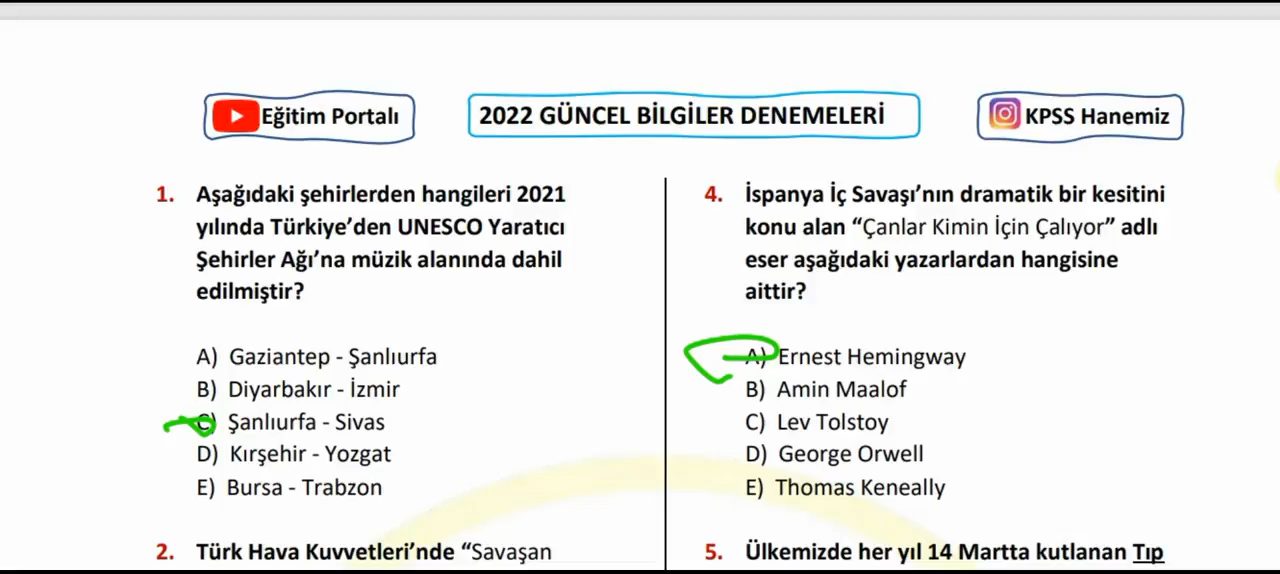 Eğitim Portalı
2022 GÜNCEL BİLGİLER DENEMELERİ
KPSS Hanemiz
1. Aşağıdaki şehirlerden hangileri 2021
yılında Türkiye’den UNESCO Yaratıcı
Şehirler Ağı’na müzik alanında dahil
edilmiştir?
A) Gaziantep - Şanlıurfa
B) Diyarbakır - İzmir
C) Şanlıurfa - Sivas
D) Kırşehir - Yozgat
E) Bursa - Trabzon
2. Türk Hava Kuvvetleri’nde “Savaşan
4. İspanya İç Savaşı’nın dramatik bir kesitini
konu alan “Çanlar Kimin İçin Çalıyor” adlı
eser aşağıdaki yazarlardan hangisine
aittir?
A) Ernest Hemingway
B) Amin Maalof
C) Lev Tolstoy
D) George Orwell
E) Thomas Keneally
5. Ülkemizde her yıl 14 Martta kutlanan Tıp